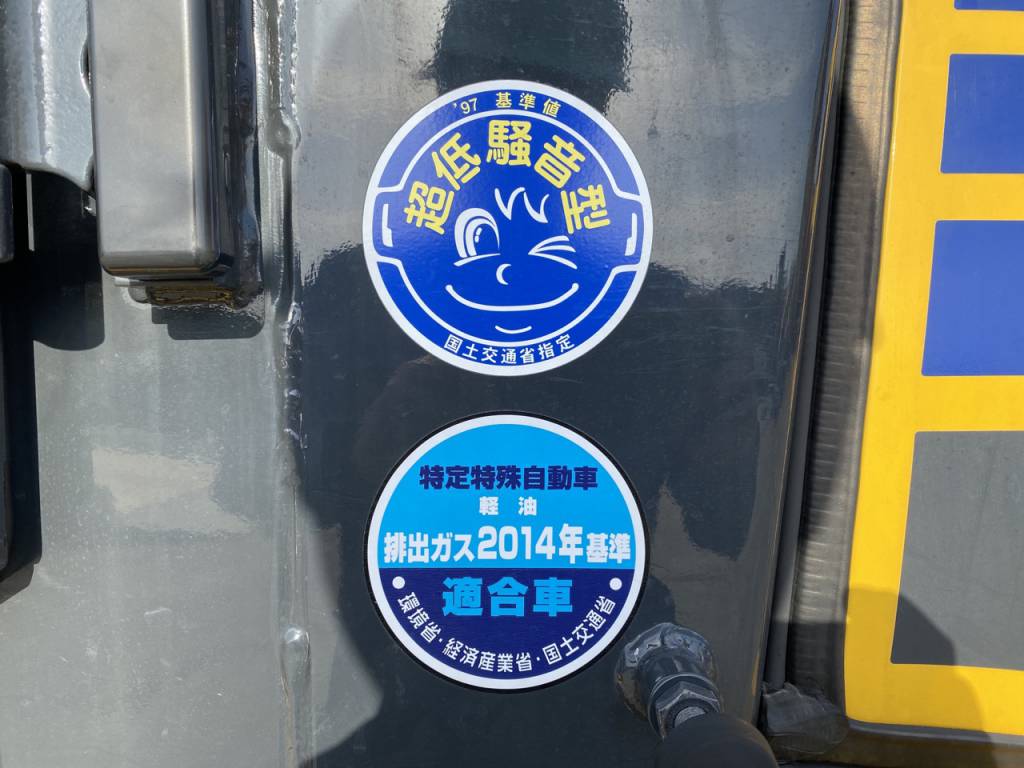 '97 基準値
超低騒音型
国土交通省指定
特定特殊自動車
軽油
排出ガス2014年基準
適合車
環境省・経済産業省・国土交通省